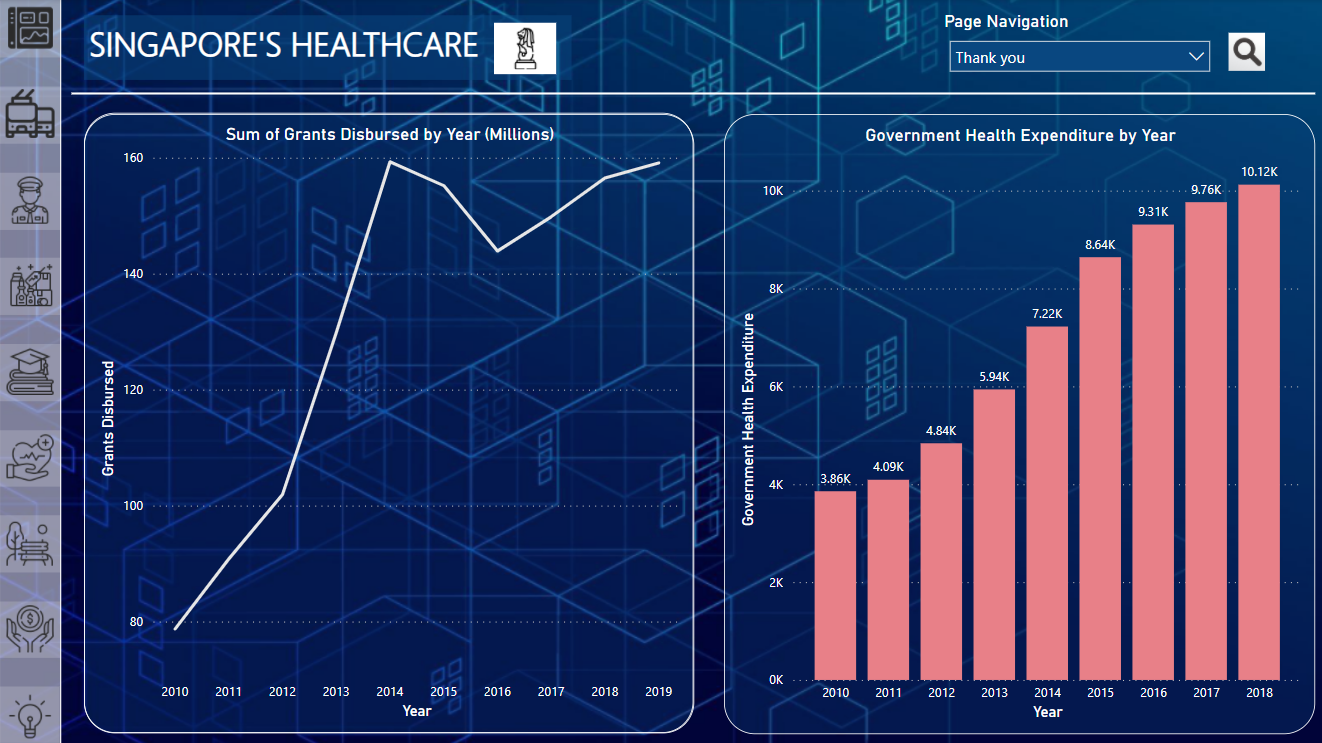 SINGAPORE'S HEALTHCARE
Page Navigation
Thank you
Sum of Grants Disbursed by Year (Millions)
160
140
120
100
80
Grants Disbursed
2010 2011 2012 2013 2014 2015 2016 2017 2018 2019
Year
Government Health Expenditure by Year
10K
8K
6K
4K
2K
0K
Government Health Expenditure
3.86K
4.09K
4.84K
5.94K
7.22K
8.64K
9.31K
9.76K
10.12K
2010 2011 2012 2013 2014 2015 2016 2017 2018
Year